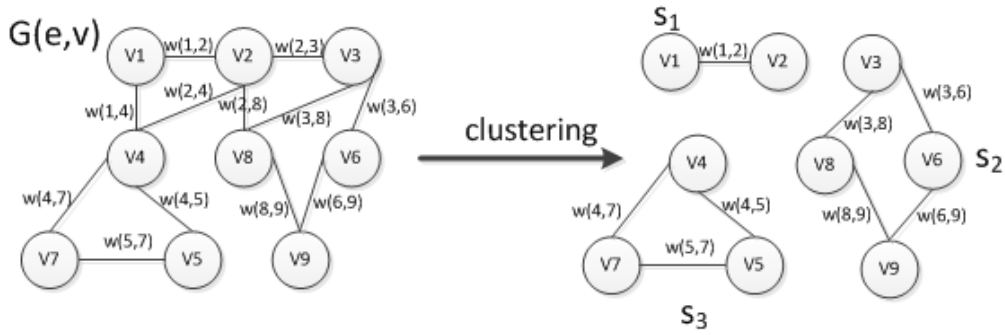 G(e,v)
V1 w(1,2) V2 w(2,3) V3
w(1,4) w(2,4) w(2,8) w(3,8) w(3,6)
V4 V8 V6
w(4,7) w(4,5) w(8,9) w(6,9)
V7 w(5,7) V5 V9
clustering
S1
V1 w(1,2) V2
V3
w(3,8) w(3,6)
V8 V6 S2
w(8,9) w(6,9)
V9
V4
w(4,7) w(4,5)
V7 w(5,7) V5
S3